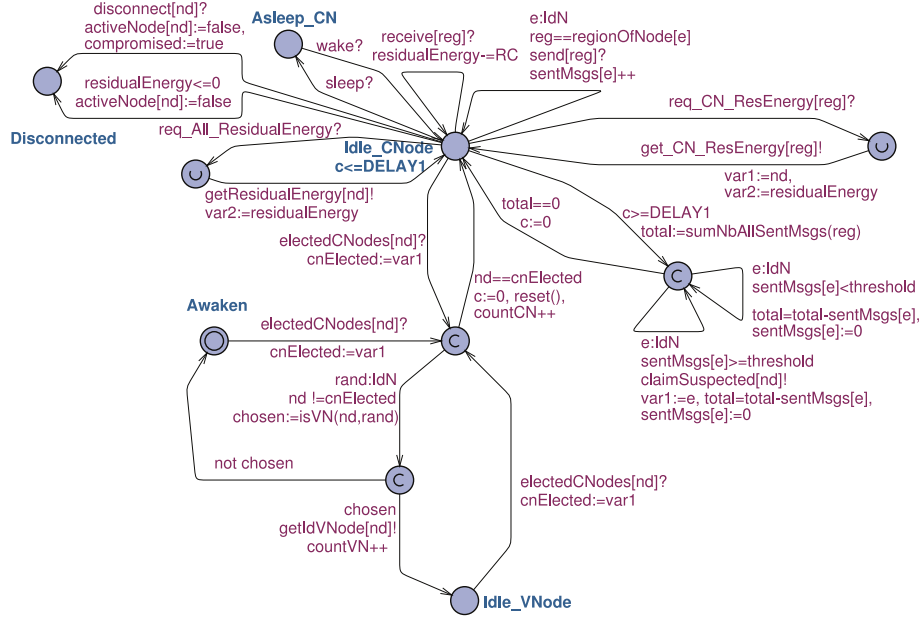 disconnect[nd]?
activeNode[nd]:=false,
compromised:=true
Asleep_CN
wake?
sleep?
receive[reg]?
residualEnergy-=RC
e:IdN
reg==regionOfNode[e]
send[reg]?
sentMsgs[e]++
residualEnergy<=0
activeNode[nd]:=false
Disconnected
req_All_ResidualEnergy?
Idle_CNode
c<=DELAY1
req_CN_ResEnergy[reg]?
get_CN_ResEnergy[reg]!
var1:=nd,
var2:=residualEnergy
getResidualEnergy[nd]!
var2:=residualEnergy
total==0
c:=0
c>=DELAY1
total:=sumNbAllSentMsgs(reg)
electedCNodes[nd]?
cnElected:=var1
nd==cnElected
c:=0, reset(),
countCN++
C
e:IdN
sentMsgs[e]<threshold
total=total-sentMsgs[e],
sentMsgs[e]:=0
Awaken
electedCNodes[nd]?
cnElected:=var1
C
e:IdN
sentMsgs[e]>=threshold
claimSuspected[nd]!
var1:=e, total=total-sentMsgs[e],
sentMsgs[e]:=0
rand:IdN
nd !=cnElected
chosen:=isVN(nd,rand)
not chosen
C
electedCNodes[nd]?
cnElected:=var1
chosen
getIdVNode[nd]!
countVN++
Idle_VNode